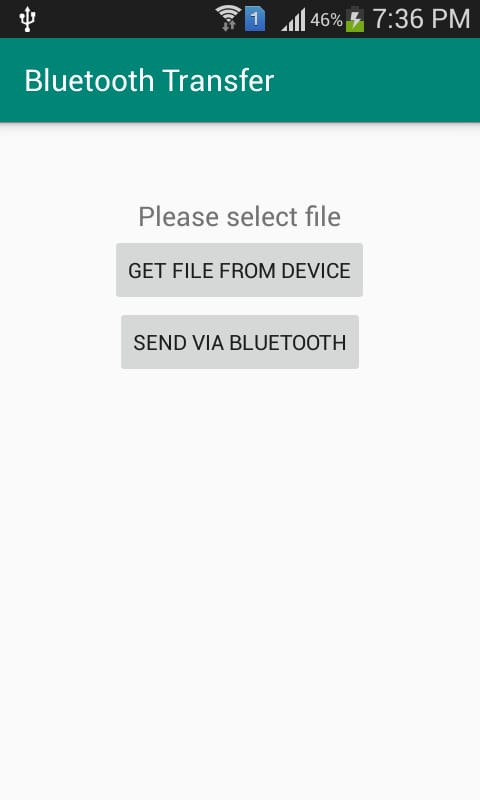 1 46% 7:36 PM
Bluetooth Transfer
Please select file
GET FILE FROM DEVICE
SEND VIA BLUETOOTH